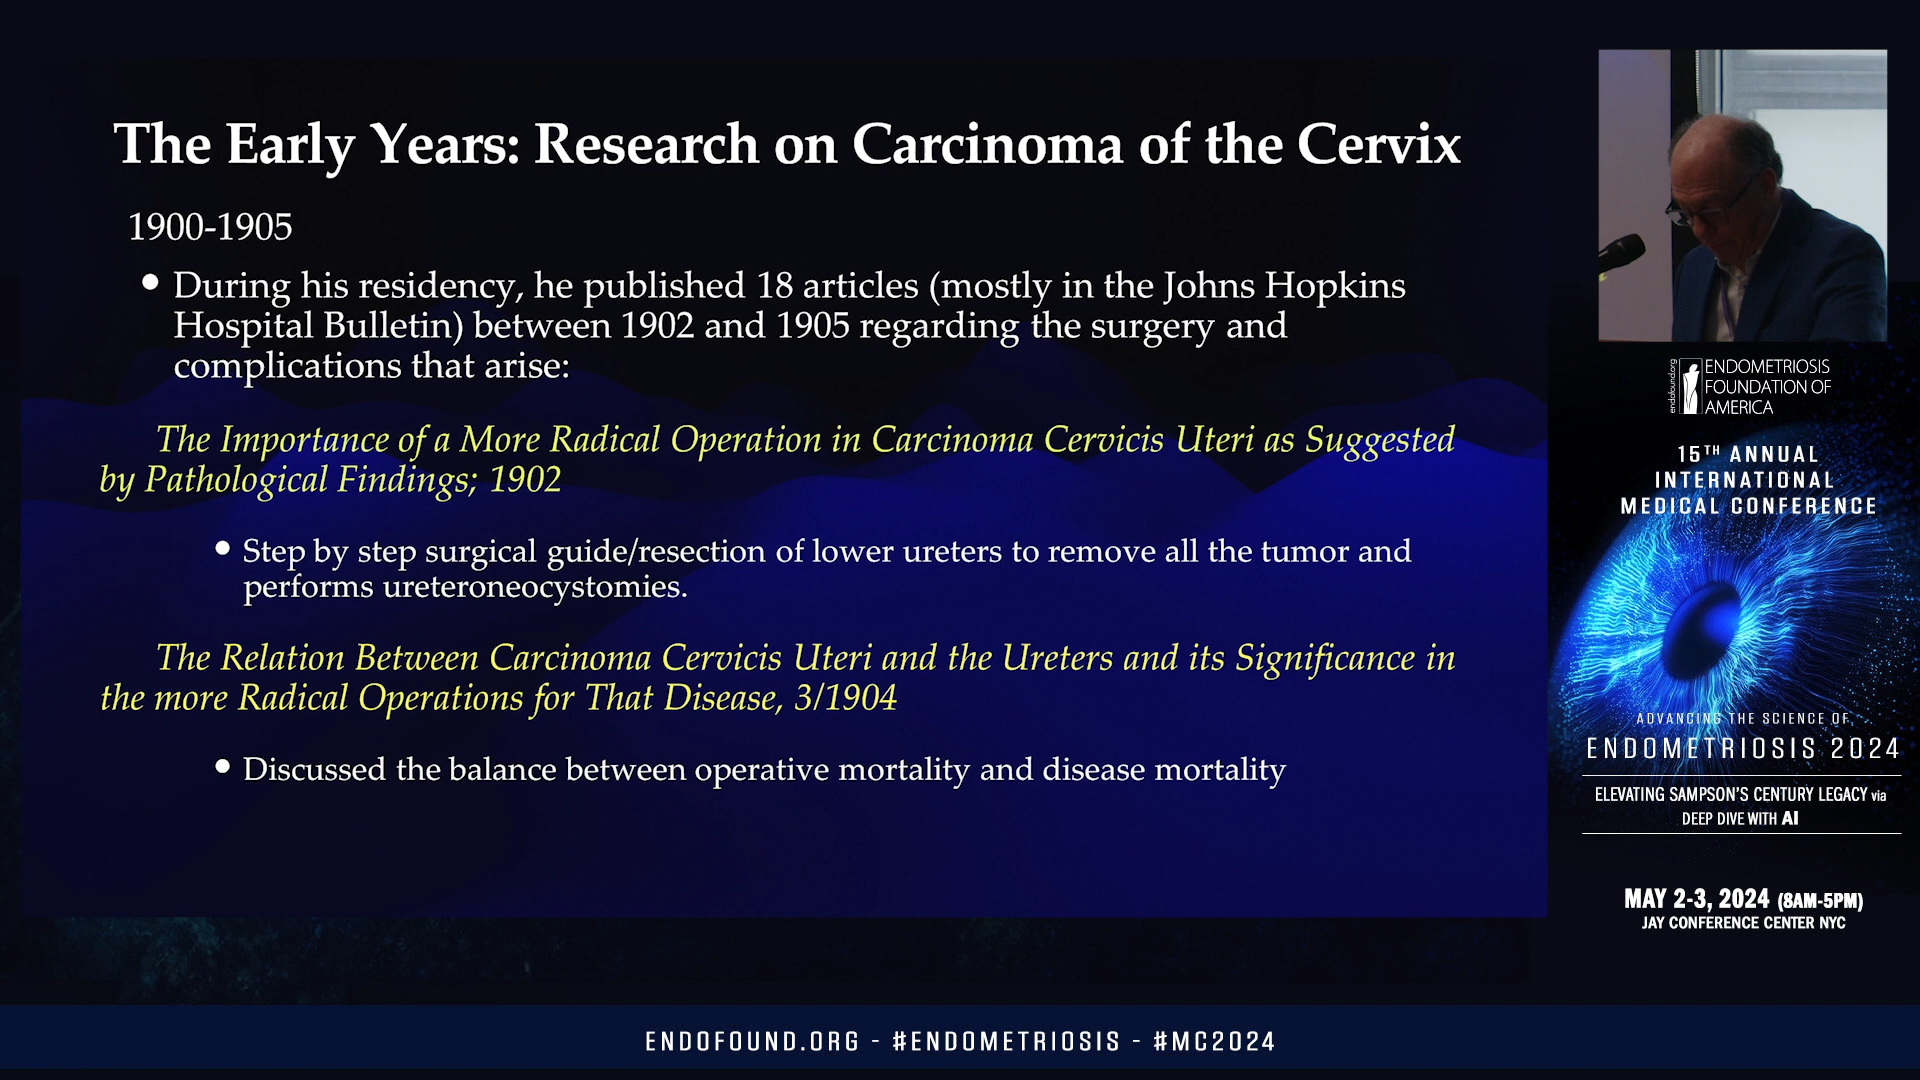 The Early Years: Research on Carcinoma of the Cervix
1900-1905
• During his residency, he published 18 articles (mostly in the Johns Hopkins
Hospital Bulletin) between 1902 and 1905 regarding the surgery and
complications that arise:
The Importance of a More Radical Operation in Carcinoma Cervicis Uteri as Suggested
by Pathological Findings; 1902
• Step by step surgical guide/resection of lower ureters to remove all the tumor and
performs ureteroneocystomies.
The Relation Between Carcinoma Cervicis Uteri and the Ureters and its Significance in
the more Radical Operations for That Disease, 3/1904
• Discussed the balance between operative mortality and disease mortality
endofound.org
ENDOMETRIOSIS
FOUNDATION OF
AMERICA
15TH ANNUAL
INTERNATIONAL
MEDICAL CONFERENCE
ADVANCING THE SCIENCE OF
ENDOMETRIOSIS 2024
ELEVATING SAMPSON'S CENTURY LEGACY via
DEEP DIVE WITH AI
MAY 2-3, 2024 (8AM-5PM)
JAY CONFERENCE CENTER NYC
ENDOFOUND.ORG - #ENDOMETRIOSIS - #MC2024